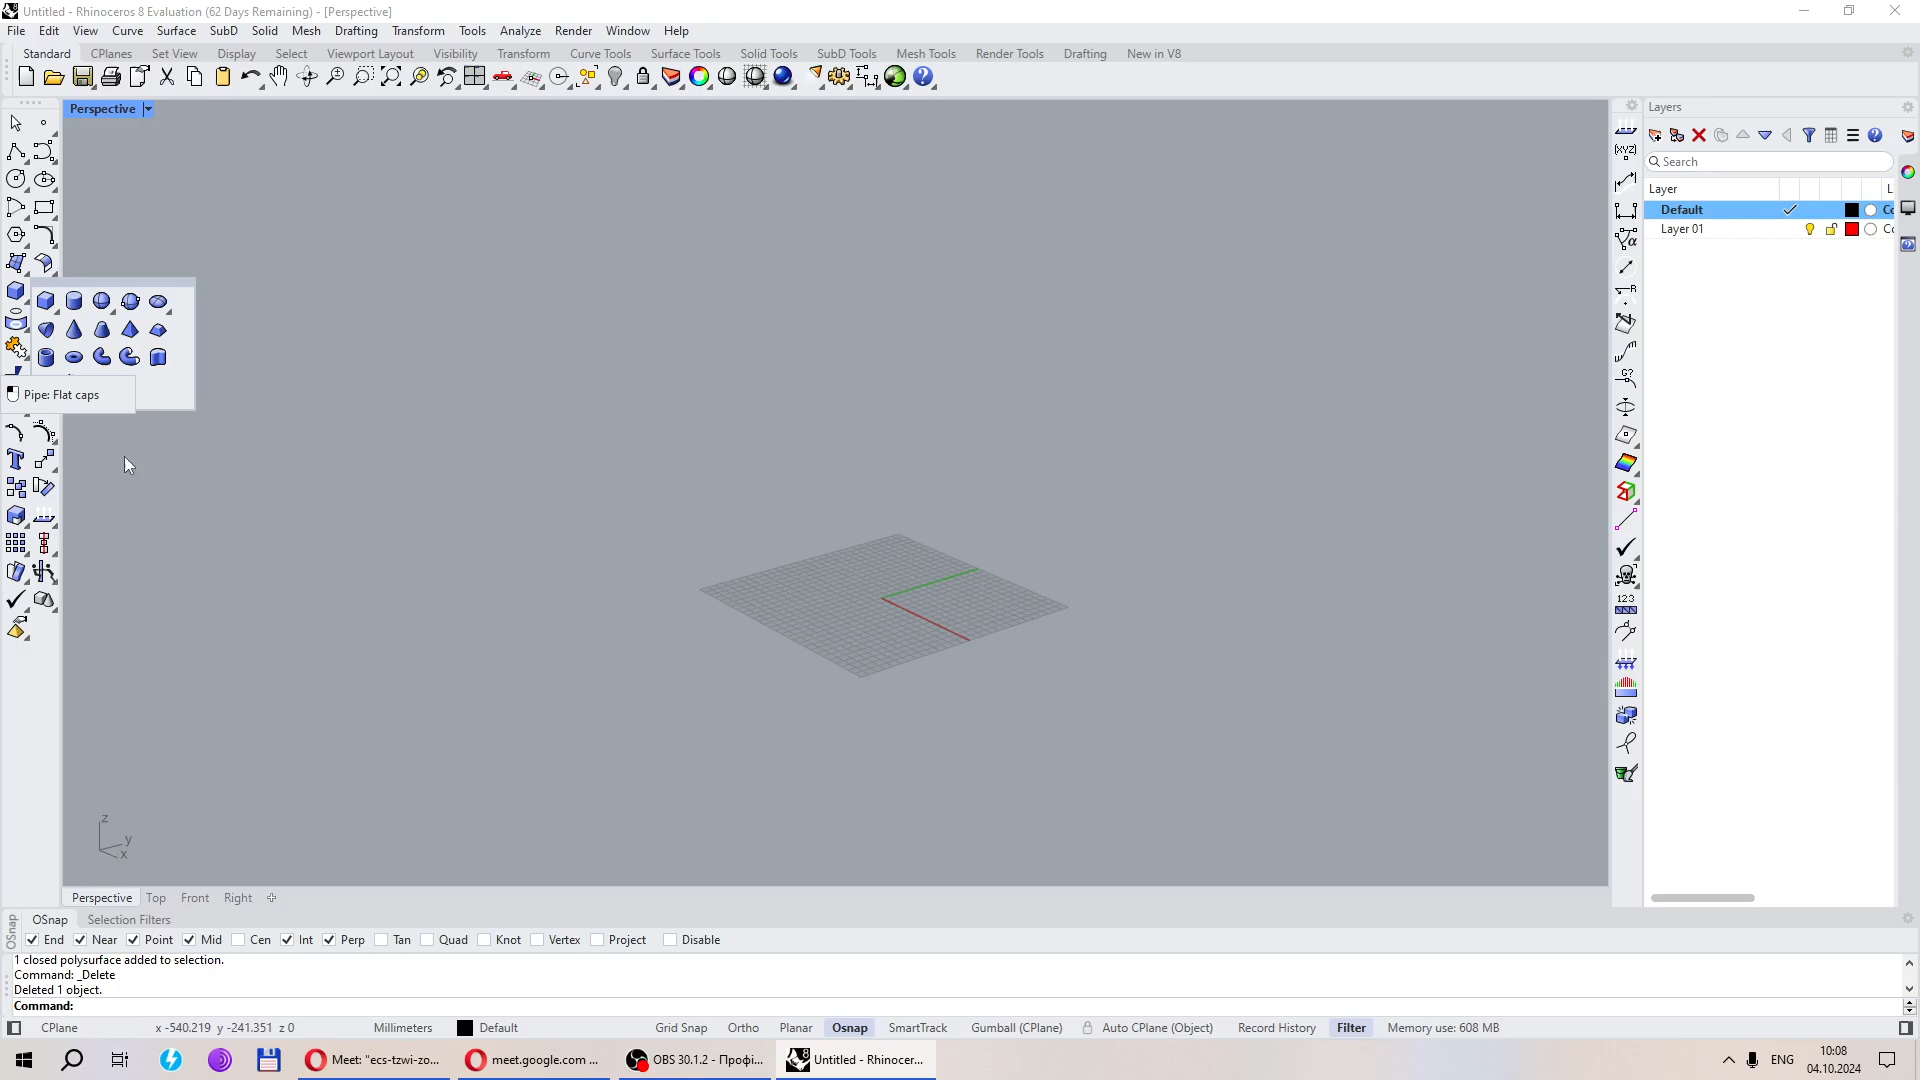 Untitled - Rhinoceros 8 Evaluation (62 Days Remaining) - [Perspective]
File Edit View Curve Surface SubD Solid Mesh Drafting Transform Tools Analyze Render Window Help
Standard CPlanes Set View Display Select Viewport Layout Visibility Transform Curve Tools Surface Tools Solid Tools SubD Tools Mesh Tools Render Tools Drafting New in V8
Perspective
Layers
Search
Layer L
Default Co
Layer 01 Co
Pipe: Flat caps
(XYZ)
R
G?
123
z
y
x
Perspective Top Front Right
OSnap OSnap Selection Filters
End Near Point Mid Cen Int Perp Tan Quad Knot Vertex Project Disable
1 closed polysurface added to selection.
Command: _Delete
Deleted 1 object.
Command:
CPlane x -540.219 y -241.351 z 0 Millimeters Default Grid Snap Ortho Planar Osnap SmartTrack Gumball (CPlane) Auto CPlane (Object) Record History Filter Memory use: 608 MB
Meet: "ecs-tzwi-zo... meet.google.com ... OBS 30.1.2 - Профі... Untitled - Rhinocer... ENG 10:08
04.10.2024